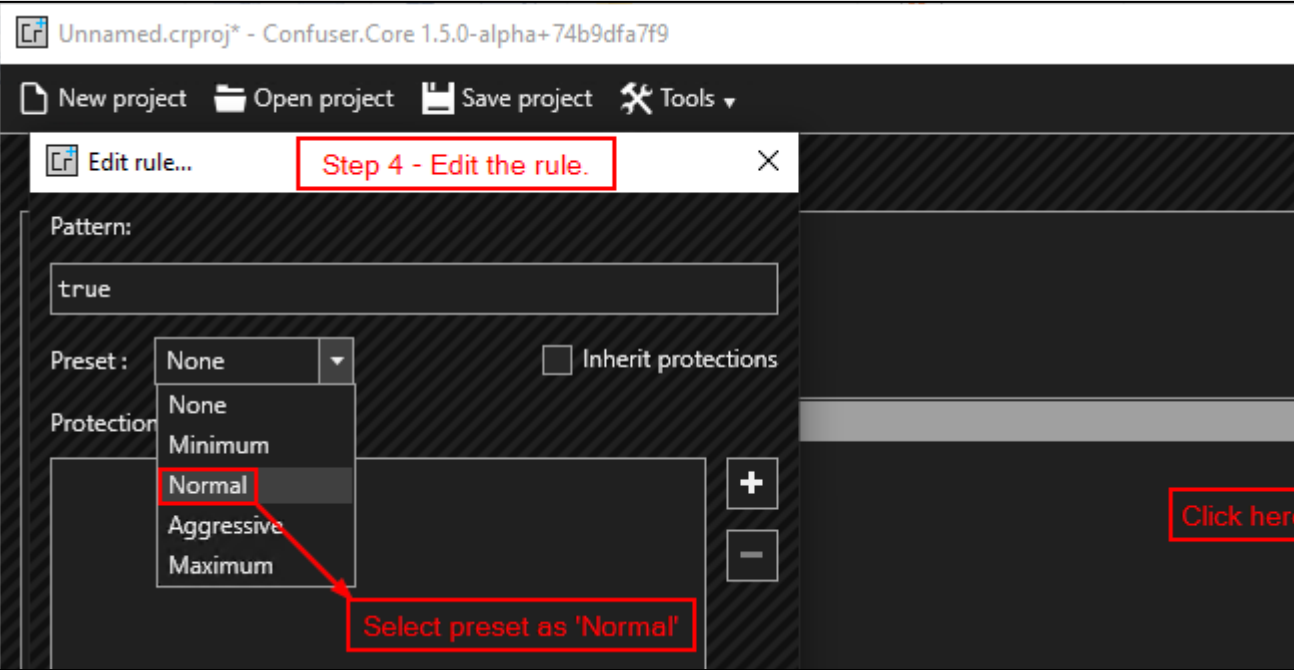 Unnamed.crproj* - Confuser.Core 1.5.0-alpha+74b9dfa7f9
New project Open project Save project Tools
Edit rule... Step 4 - Edit the rule.
Pattern:
true
Preset : None Inherit protections
None
Protection
Minimum
Normal
Aggressive
Maximum
Click her
Select preset as 'Normal'